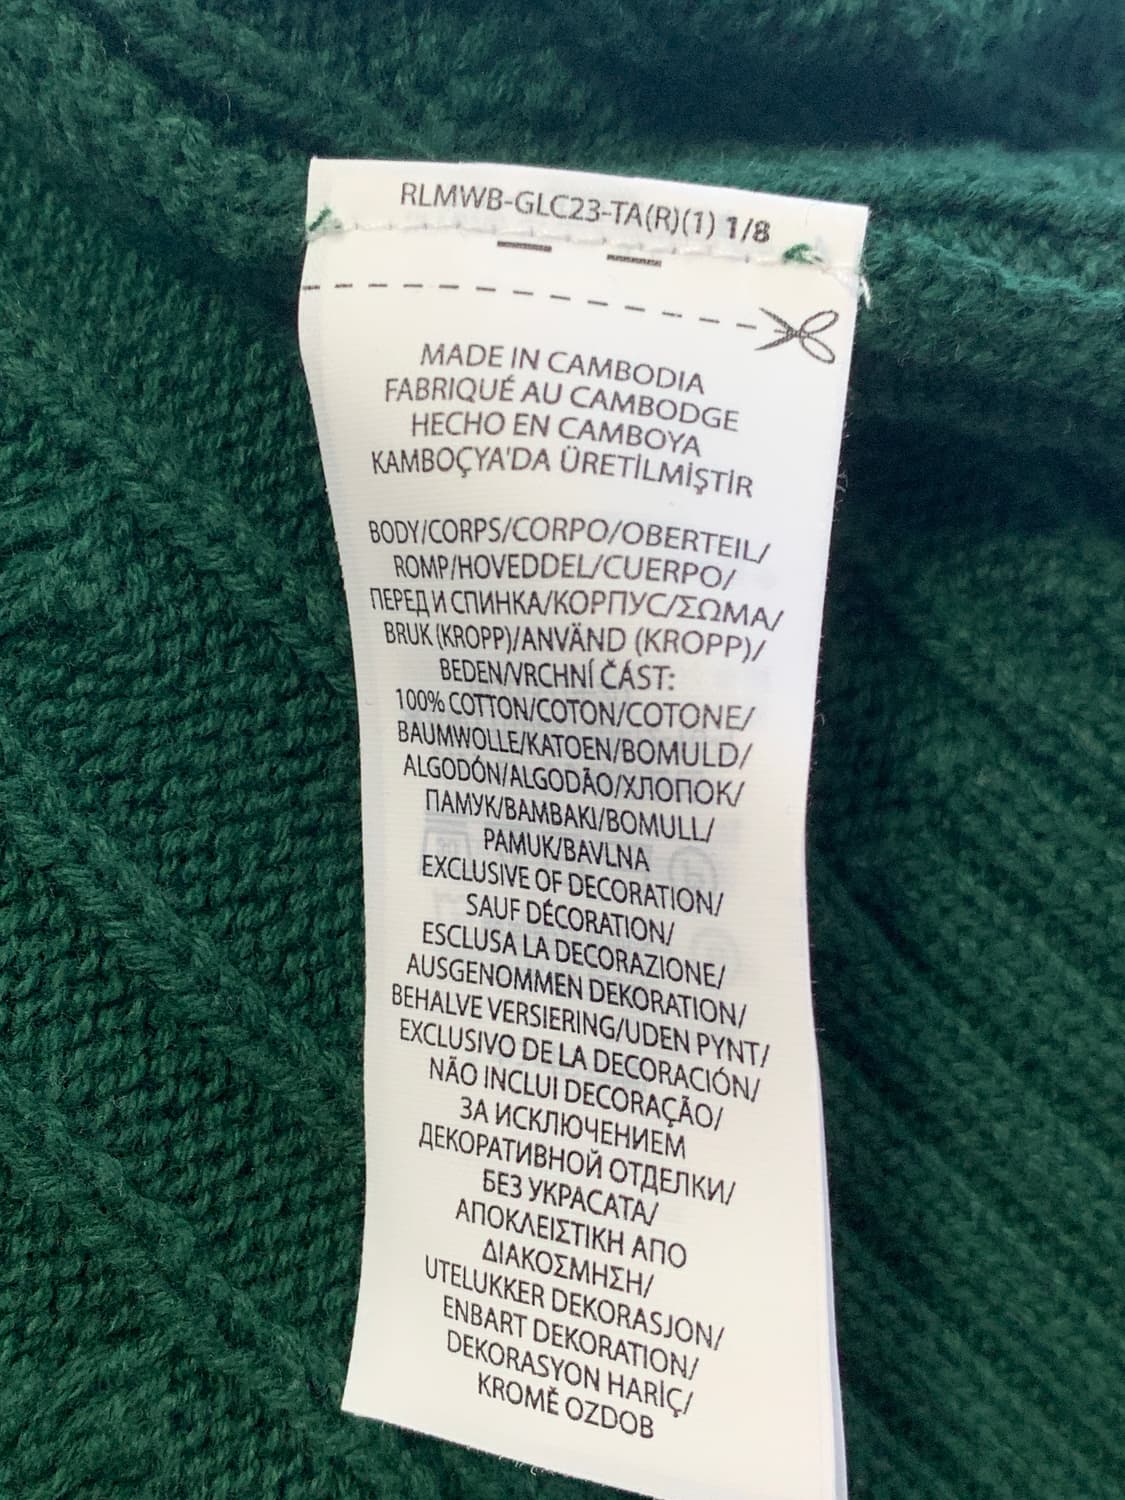 RLMWB-GLC23-TA(R)(1) 1/8
MADE IN CAMBODIA
FABRIQUÉ AU CAMBODGE
HECHO EN CAMBOYA
KAMBOÇYA'DA ÜRETİLMİŞTİR
BODY/CORPS/CORPO/OBERTEIL/
ROMP/HOVEDDEL/CUERPO/
ПЕРЕД И СПИНКА/КОРПУС/ΣΩΜΑ/
BRUK (KROPP)/ANVÄND (KROPP)/
BEDEN/VRCHNÍ ČÁST:
100% COTTON/COTON/COTONE/
BAUMWOLLE/KATOEN/BOMULD/
ALGODÓN/ALGODÃO/ХЛОПОК/
ПАМУК/ΒΑΜΒΑΚΙ/BOMULL/
PAMUK/BAVLNA
EXCLUSIVE OF DECORATION/
SAUF DÉCORATION/
ESCLUSA LA DECORAZIONE/
AUSGENOMMEN DEKORATION/
BEHALVE VERSIERING/UDEN PYNT/
EXCLUSIVO DE LA DECORACIÓN/
NÃO INCLUI DECORAÇÃO/
ЗА ИСКЛЮЧЕНИЕМ
ДЕКОРАТИВНОЙ ОТДЕЛКИ/
БЕЗ УКРАСАТА/
ΑΠΟΚΛΕΙΣΤΙΚΗ ΑΠΟ
ΔΙΑΚΟΣΜΗΣΗ/
UTELUKKER DEKORASJON/
ENBART DEKORATION/
DEKORASYON HARİÇ/
KROMĚ OZDOB